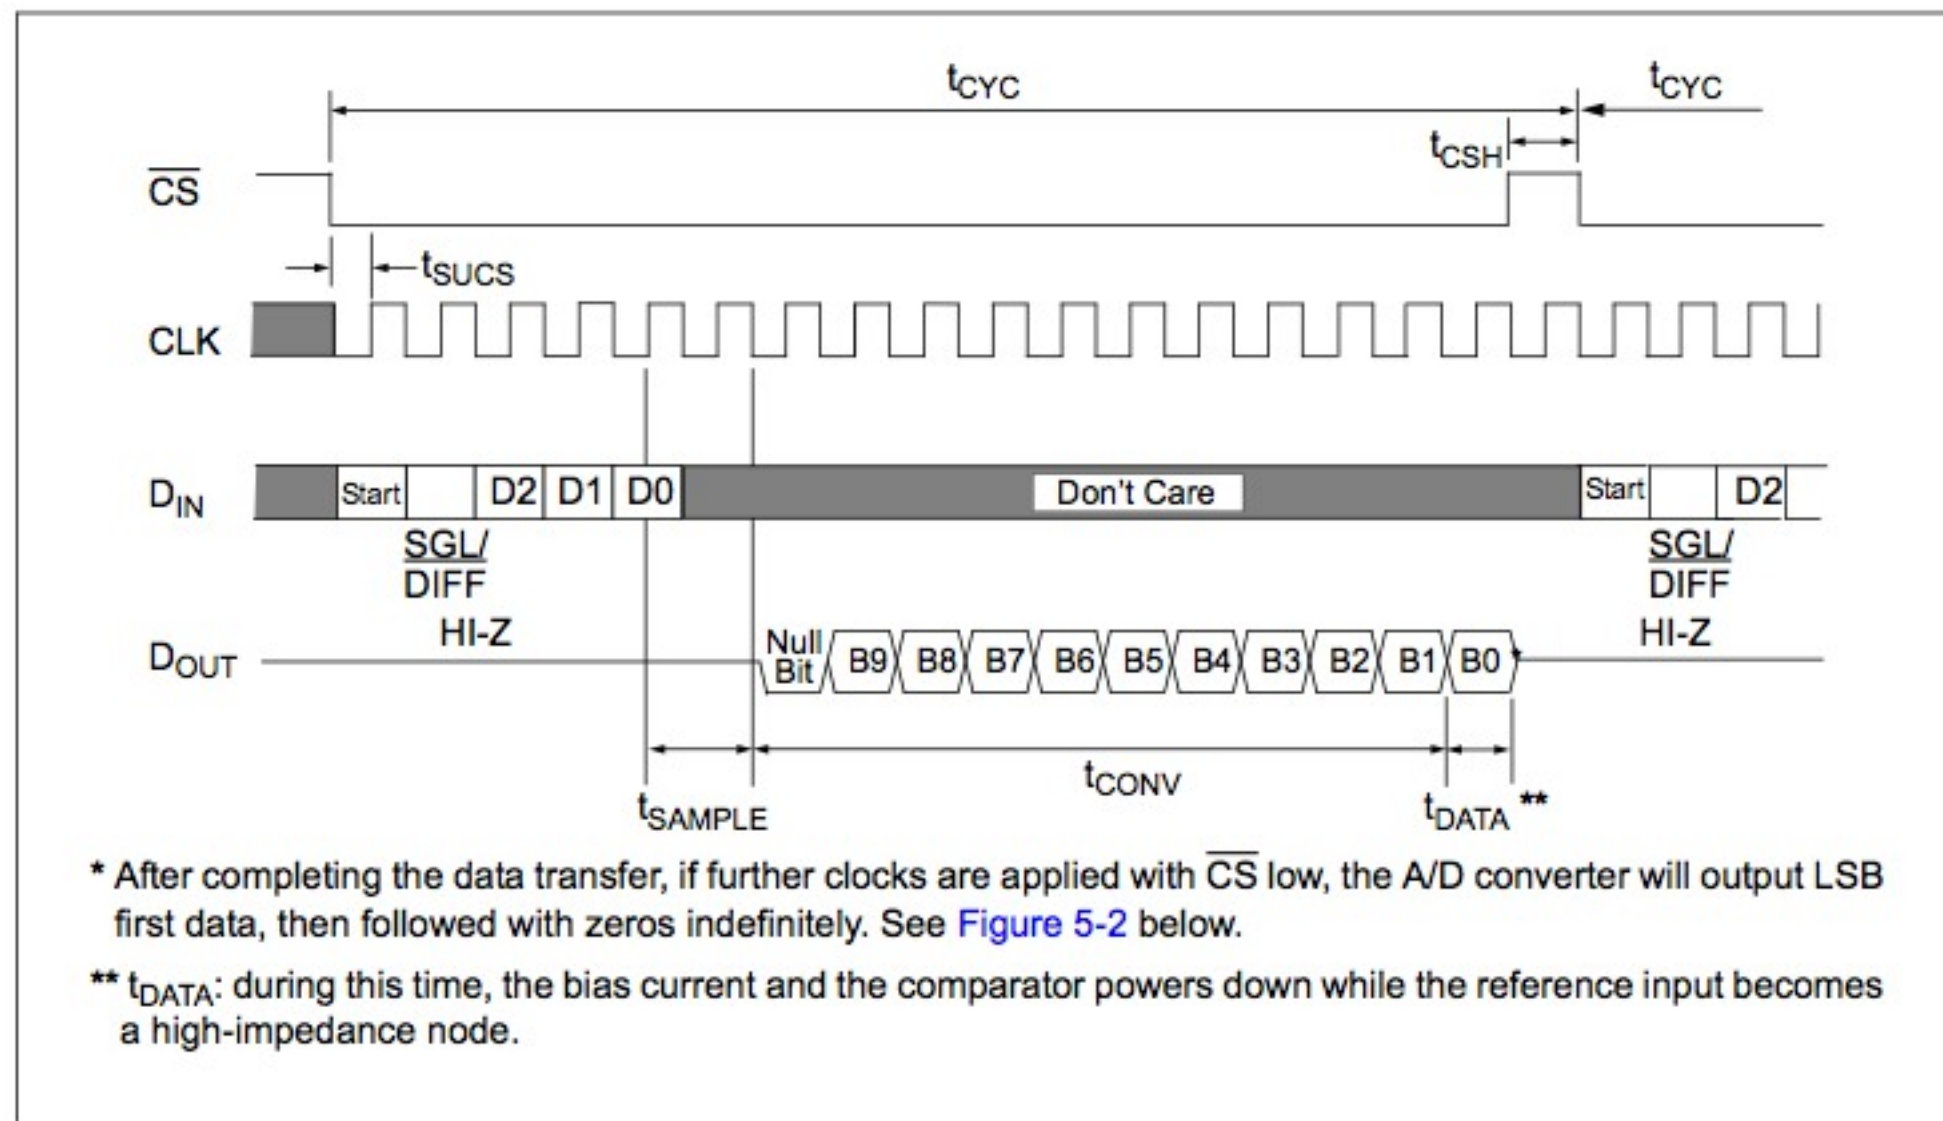 tCYC tCYC
tCSH
CS
tSUCS
CLK
DIN Start D2 D1 D0 Don't Care Start D2
SGL/ SGL/
DIFF DIFF
HI-Z HI-Z
DOUT Null Bit B9 B8 B7 B6 B5 B4 B3 B2 B1 B0 *
tCONV
tSAMPLE tDATA **
* After completing the data transfer, if further clocks are applied with CS low, the A/D converter will output LSB
first data, then followed with zeros indefinitely. See Figure 5-2 below.
** tDATA: during this time, the bias current and the comparator powers down while the reference input becomes
a high-impedance node.